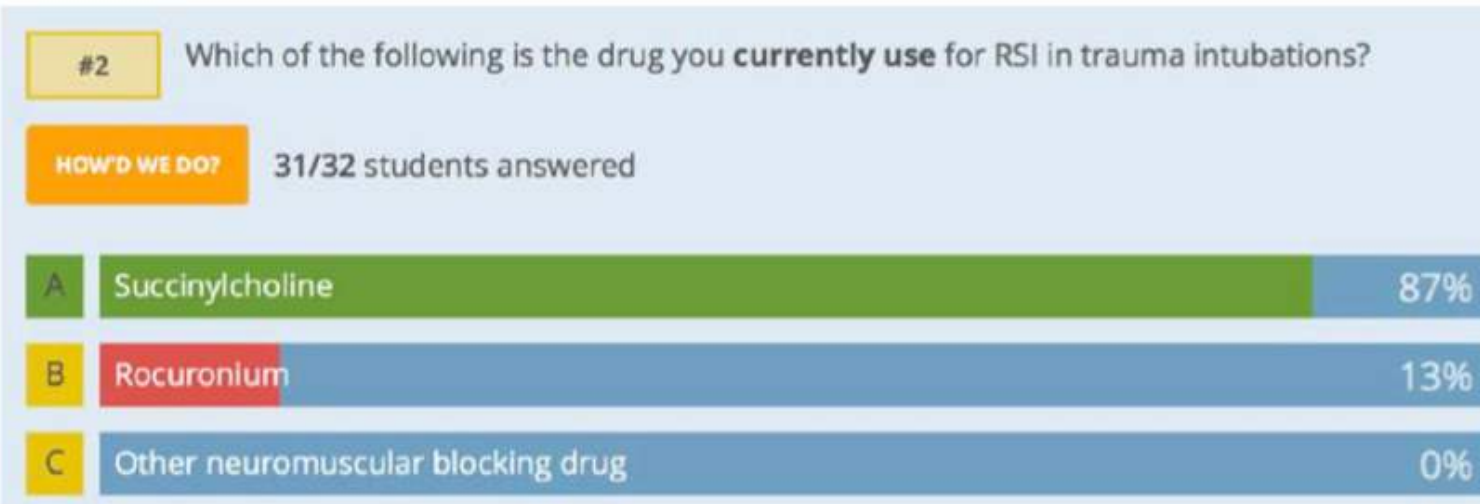 #2 Which of the following is the drug you currently use for RSI in trauma intubations?
HOW'D WE DO? 31/32 students answered
A Succinylcholine 87%
B Rocuronium 13%
C Other neuromuscular blocking drug 0%